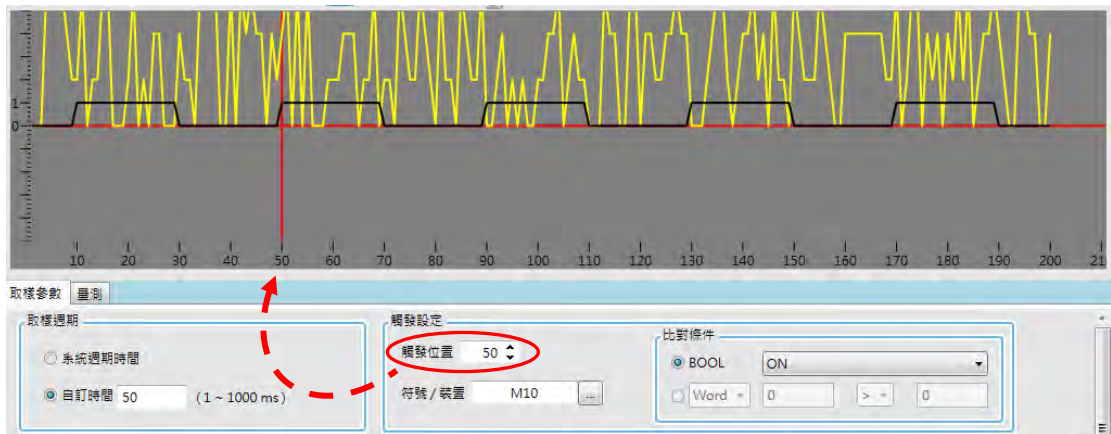 1
0
10 20 30 40 50 60 70 80 90 100 110 120 130 140 150 160 170 180 190 200 21
取樣參數 量測
取樣週期
系統週期時間
自訂時間 50 (1 ~ 1000 ms)
觸發設定
觸發位置 50
符號 / 裝置 M10 ...
比對條件
BOOL ON
Word 0 > 0